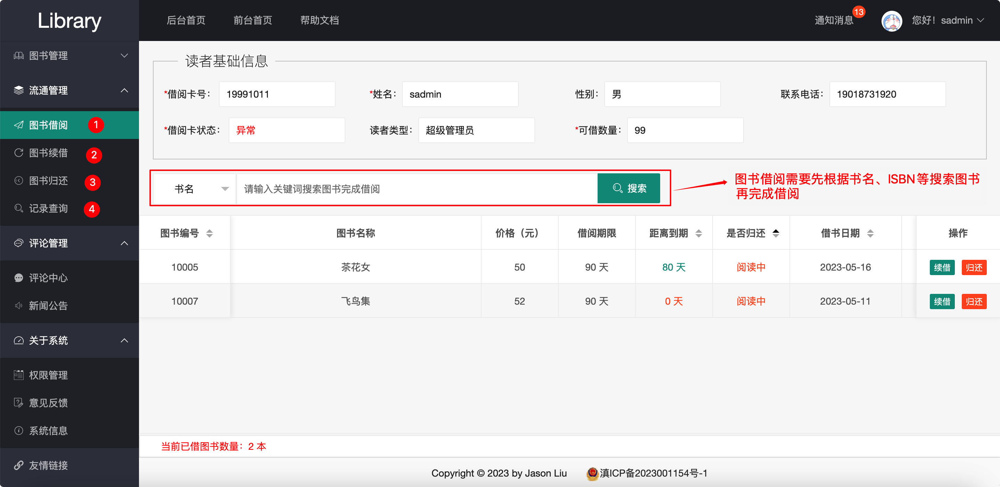 Library
后台首页 前台首页 帮助文档 通知消息 13 您好！sadmin
图书管理
流通管理
图书借阅 1
图书续借 2
图书归还 3
记录查询 4
评论管理
评论中心
新闻公告
关于系统
权限管理
意见反馈
系统信息
友情链接
读者基础信息
*借阅卡号： 19991011 *姓名： sadmin 性别： 男 联系电话： 19018731920
*借阅卡状态： 异常 读者类型： 超级管理员 *可借数量： 99
书名 请输入关键词搜索图书完成借阅 搜索
图书借阅需要先根据书名、ISBN等搜索图书
再完成借阅
图书编号 图书名称 价格（元） 借阅期限 距离到期 是否归还 借书日期 操作
10005 茶花女 50 90 天 80 天 阅读中 2023-05-16 续借 归还
10007 飞鸟集 52 90 天 0 天 阅读中 2023-05-11 续借 归还
当前已借图书数量：2 本
Copyright © 2023 by Jason Liu 滇ICP备2023001154号-1